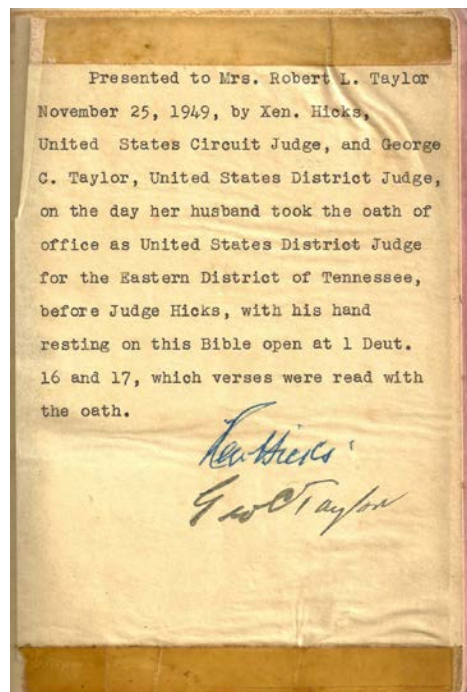 Presented to Mrs. Robert L. Taylor
November 25, 1949, by Xen. Hicks,
United States Circuit Judge, and George
C. Taylor, United States District Judge,
on the day her husband took the oath of
office as United States District Judge
for the Eastern District of Tennessee,
before Judge Hicks, with his hand
resting on this Bible open at 1 Deut.
16 and 17, which verses were read with
the oath.
Xen Hicks
Geo C Taylor